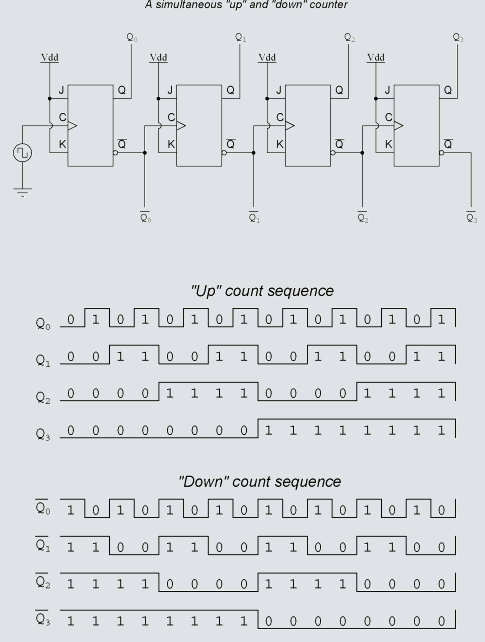 A simultaneous "up" and "down" counter
Q₀ Q₁ Q₂ Q₃
Vdd Vdd Vdd Vdd
J Q J Q J Q J Q
C C C C
K Q̅ K Q̅ K Q̅ K Q̅
Q̅₀ Q̅₁ Q̅₂ Q̅₃
"Up" count sequence
Q₀ 0 1 0 1 0 1 0 1 0 1 0 1 0 1 0 1
Q₁ 0 0 1 1 0 0 1 1 0 0 1 1 0 0 1 1
Q₂ 0 0 0 0 1 1 1 1 0 0 0 0 1 1 1 1
Q₃ 0 0 0 0 0 0 0 0 1 1 1 1 1 1 1 1
"Down" count sequence
Q̅₀ 1 0 1 0 1 0 1 0 1 0 1 0 1 0 1 0
Q̅₁ 1 1 0 0 1 1 0 0 1 1 0 0 1 1 0 0
Q̅₂ 1 1 1 1 0 0 0 0 1 1 1 1 0 0 0 0
Q̅₃ 1 1 1 1 1 1 1 1 0 0 0 0 0 0 0 0